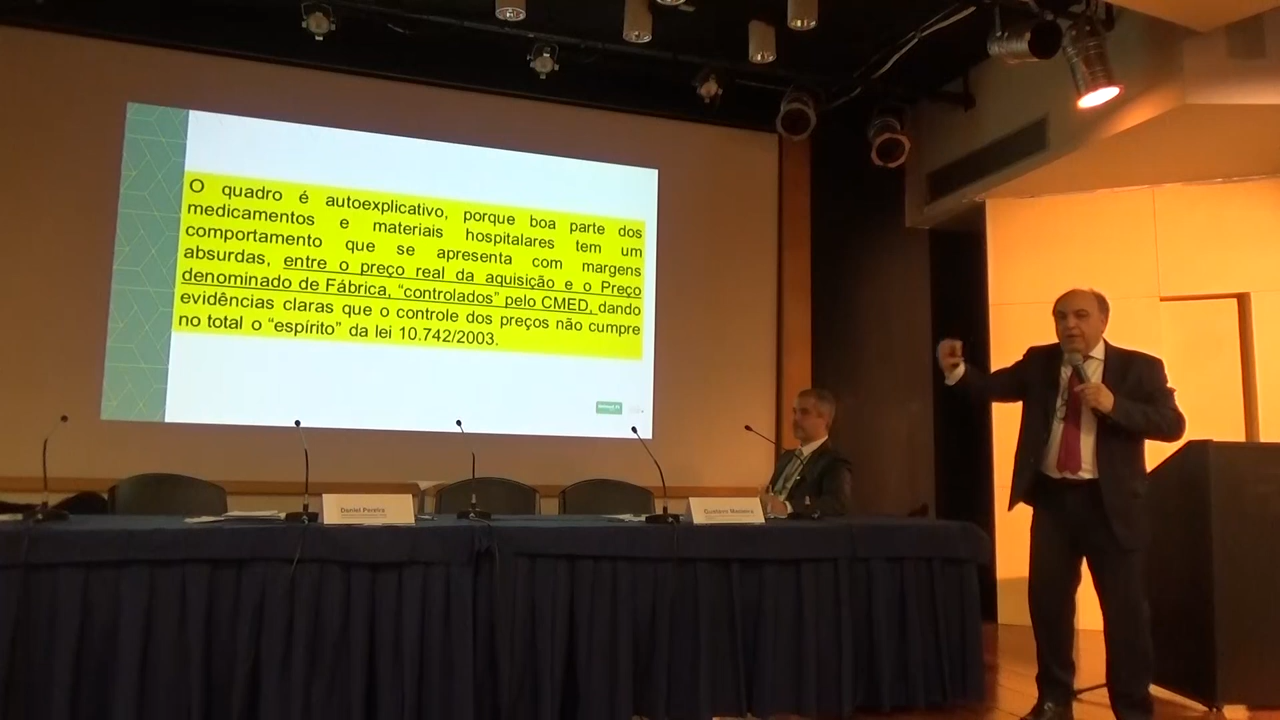 O quadro é autoexplicativo, porque boa parte dos
medicamentos e materiais hospitalares tem um
comportamento que se apresenta com margens
absurdas, entre o preço real da aquisição e o Preço
denominado de Fábrica, “controlados” pelo CMED, dando
evidências claras que o controle dos preços não cumpre
no total o “espírito” da lei 10.742/2003.
Daniel Pereira
Gustavo Macieira